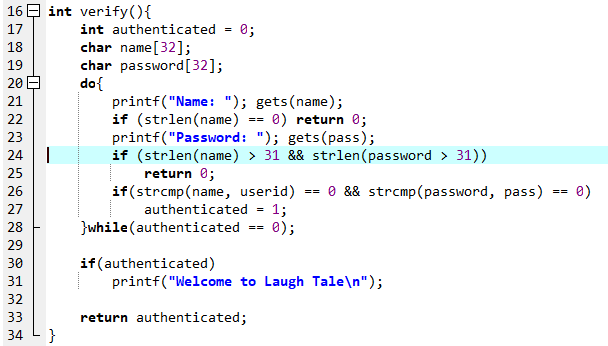 16 int verify(){
17     int authenticated = 0;
18     char name[32];
19     char password[32];
20     do{
21         printf("Name: "); gets(name);
22         if (strlen(name) == 0) return 0;
23         printf("Password: "); gets(pass);
24         if (strlen(name) > 31 && strlen(password > 31))
25             return 0;
26         if(strcmp(name, userid) == 0 && strcmp(password, pass) == 0)
27             authenticated = 1;
28     }while(authenticated == 0);
29
30     if(authenticated)
31         printf("Welcome to Laugh Tale\n");
32
33     return authenticated;
34 }